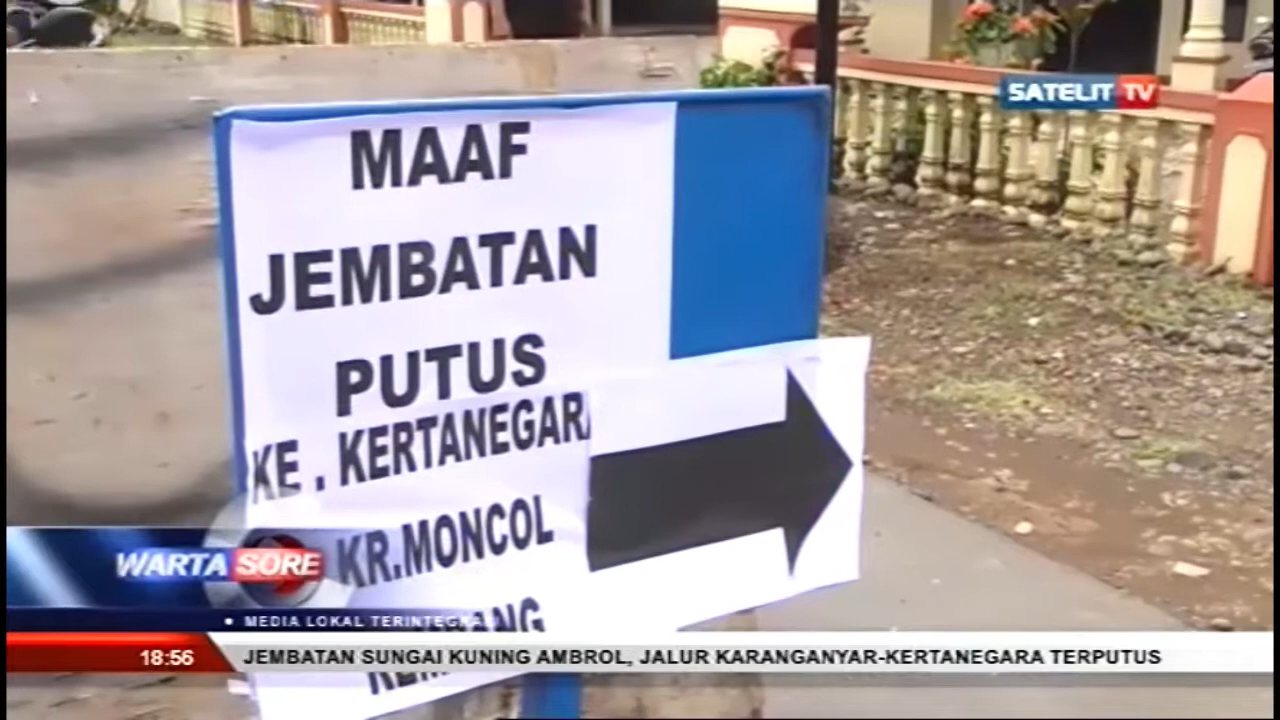 SATELIT TV
MAAF
JEMBATAN
PUTUS
KE . KERTANEGARA
KR.MONCOL
WARTA SORE
• MEDIA LOKAL
18:56 JEMBATAN SUNGAI KUNING AMBROL, JALUR KARANGANYAR-KERTANEGARA TERPUTUS